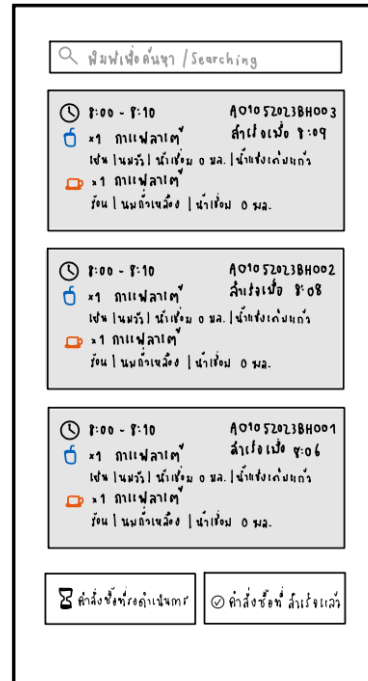 พิมพ์เพื่อค้นหา / Searching
8:00 - 8:10 A01052023BH003
x1 กาแฟลาเต้ สำเร็จเมื่อ 8:09
เย็น | นมวัว | น้ำเชื่อม 0 มล. | น้ำแข็งเต็มแก้ว
x1 กาแฟลาเต้
ร้อน | นมถั่วเหลือง | น้ำเชื่อม 0 มล.
8:00 - 8:10 A01052023BH002
x1 กาแฟลาเต้ สำเร็จเมื่อ 8:08
เย็น | นมวัว | น้ำเชื่อม 0 มล. | น้ำแข็งเต็มแก้ว
x1 กาแฟลาเต้
ร้อน | นมถั่วเหลือง | น้ำเชื่อม 0 มล.
8:00 - 8:10 A01052023BH001
x1 กาแฟลาเต้ สำเร็จเมื่อ 8:06
เย็น | นมวัว | น้ำเชื่อม 0 มล. | น้ำแข็งเต็มแก้ว
x1 กาแฟลาเต้
ร้อน | นมถั่วเหลือง | น้ำเชื่อม 0 มล.
คำสั่งซื้อที่รอดำเนินการ คำสั่งซื้อที่ สำเร็จแล้ว